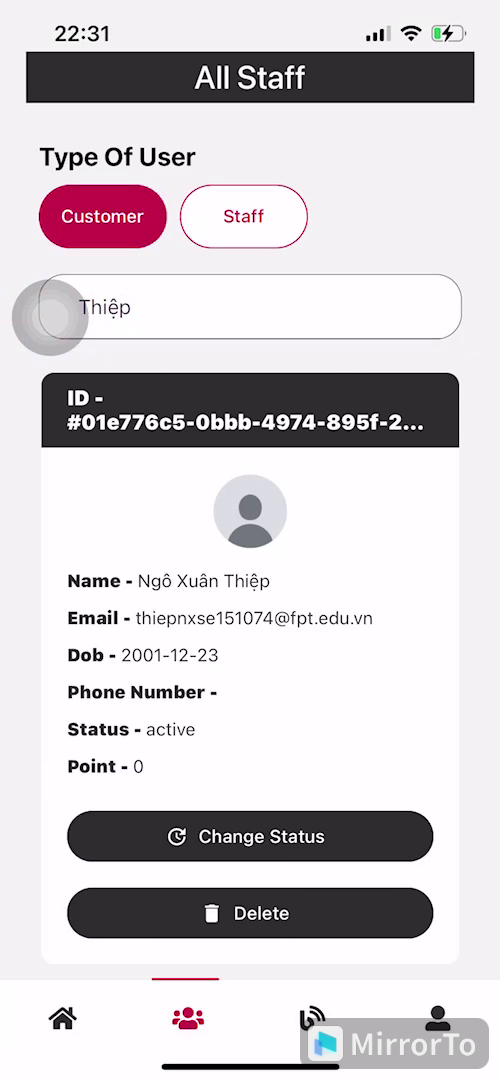 22:31
All Staff
Type Of User
Customer
Staff
Thiệp
ID -
#01e776c5-0bbb-4974-895f-2...
Name - Ngô Xuân Thiệp
Email - thiepnxse151074@fpt.edu.vn
Dob - 2001-12-23
Phone Number -
Status - active
Point - 0
Change Status
Delete
MirrorTo